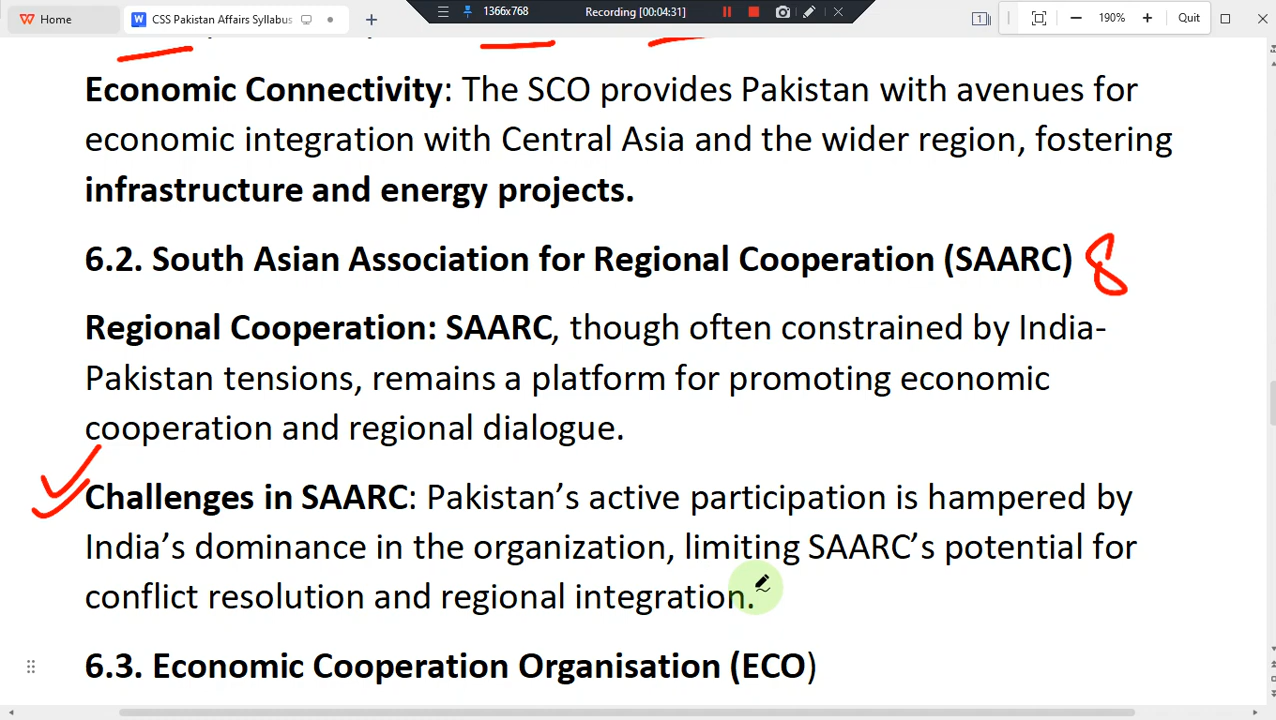 Home
CSS Pakistan Affairs Syllabus
1366x768
Recording [00:04:31]
1
190%
Quit
Economic Connectivity: The SCO provides Pakistan with avenues for
economic integration with Central Asia and the wider region, fostering
infrastructure and energy projects.
6.2. South Asian Association for Regional Cooperation (SAARC) 8
Regional Cooperation: SAARC, though often constrained by India-
Pakistan tensions, remains a platform for promoting economic
cooperation and regional dialogue.
Challenges in SAARC: Pakistan’s active participation is hampered by
India’s dominance in the organization, limiting SAARC’s potential for
conflict resolution and regional integration.
6.3. Economic Cooperation Organisation (ECO)